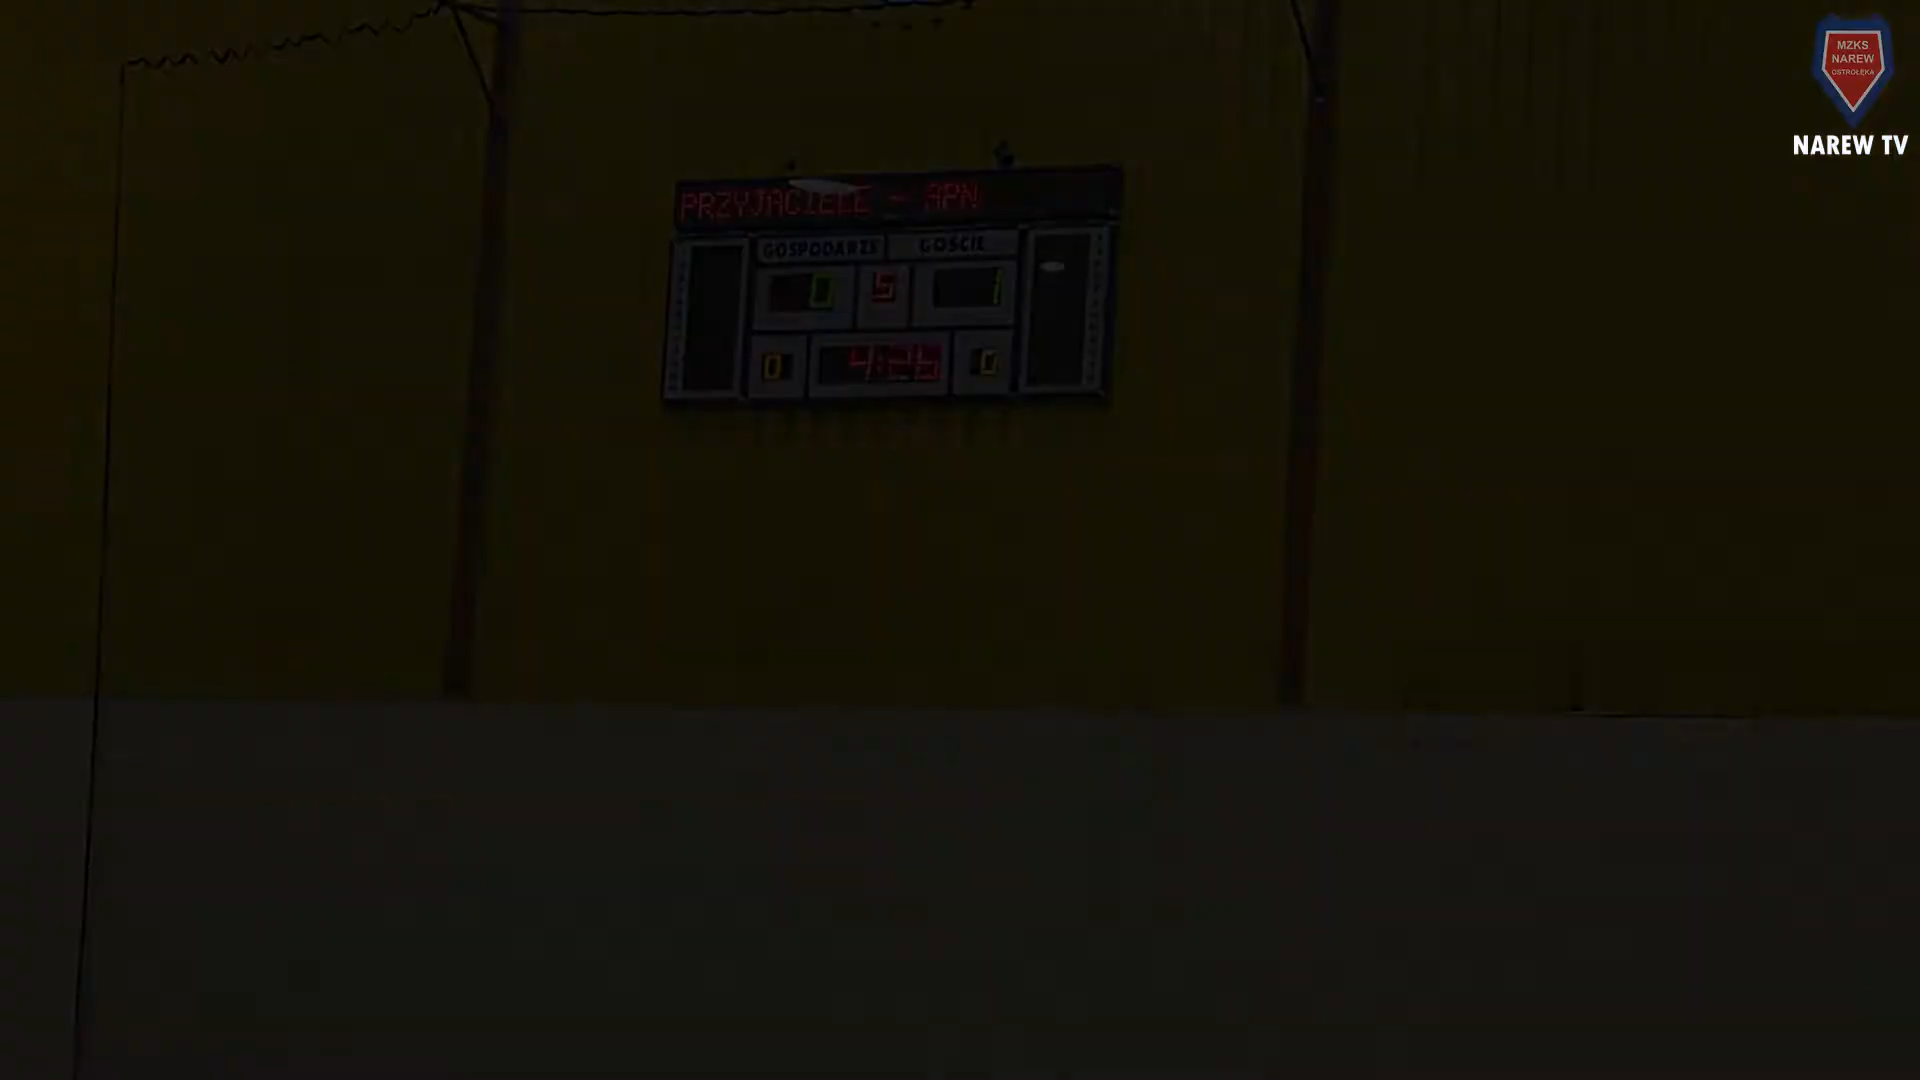 MZKS
NAREW
OSTROŁĘKA
NAREW TV
PRZYJACIELE - APN
GOSPODARZE GOŚCIE
0 5 1
0 4:26 0